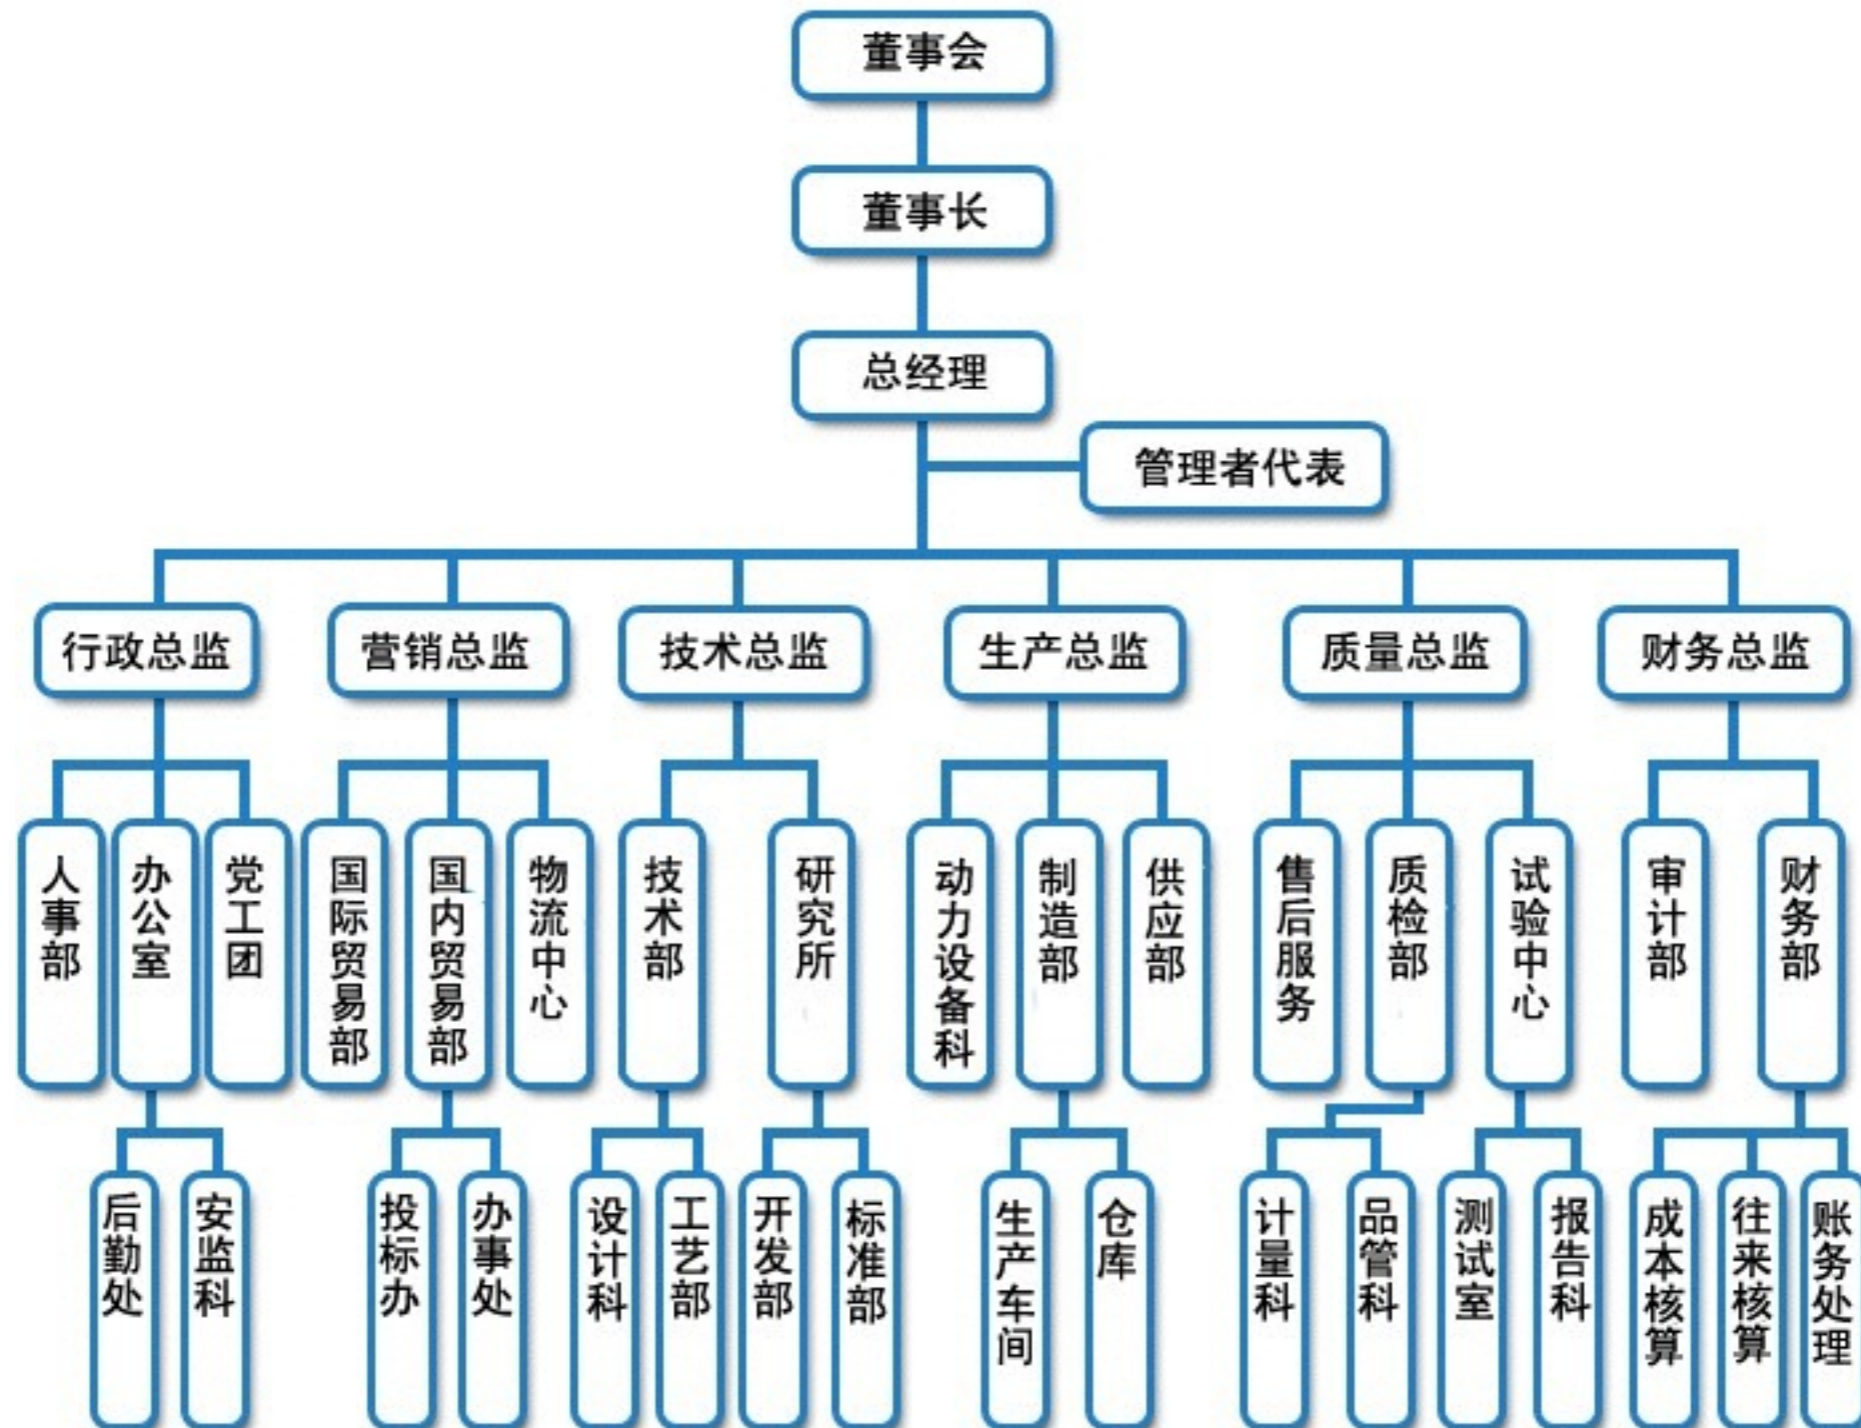 董事会
董事长
总经理
管理者代表
行政总监
营销总监
技术总监
生产总监
质量总监
财务总监
人事部
办公室
党工团
国际贸易部
国内贸易部
物流中心
技术部
研究所
动力设备科
制造部
供应部
售后服务
质检部
试验中心
审计部
财务部
后勤处
安监科
投标办
办事处
设计科
工艺部
开发部
标准部
生产车间
仓库
计量科
品管科
测试室
报告科
成本核算
往来核算
账务处理